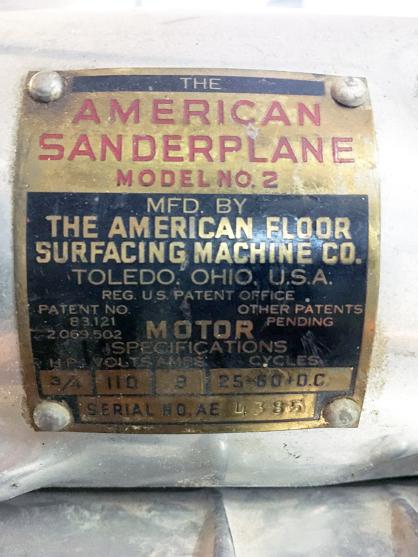 THE
AMERICAN
SANDERPLANE
MODEL NO. 2
MFD. BY
THE AMERICAN FLOOR
SURFACING MACHINE CO.
TOLEDO, OHIO, U.S.A.
REG. U.S. PATENT OFFICE
PATENT NO. OTHER PATENTS
83,121 PENDING
2,069,502 MOTOR
SPECIFICATIONS
H.P. VOLTS AMPS. CYCLES
3/4 110 9 25-60-D.C.
SERIAL NO. AE 4385